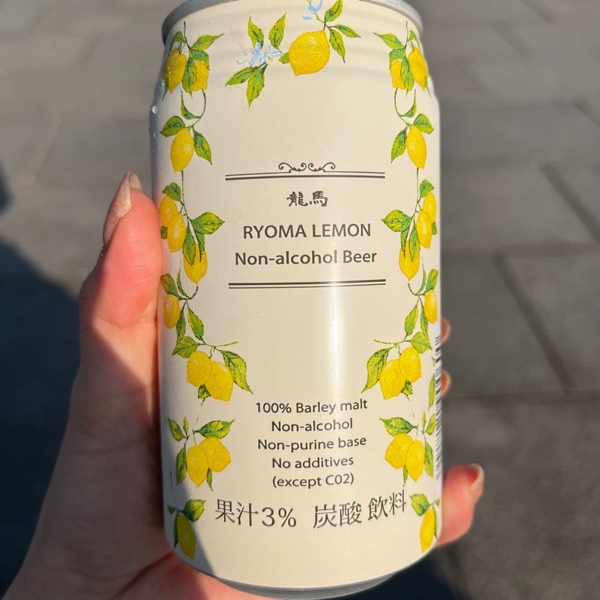 龍馬
RYOMA LEMON
Non-alcohol Beer
100% Barley malt
Non-alcohol
Non-purine base
No additives
(except C02)
果汁3% 炭酸飲料